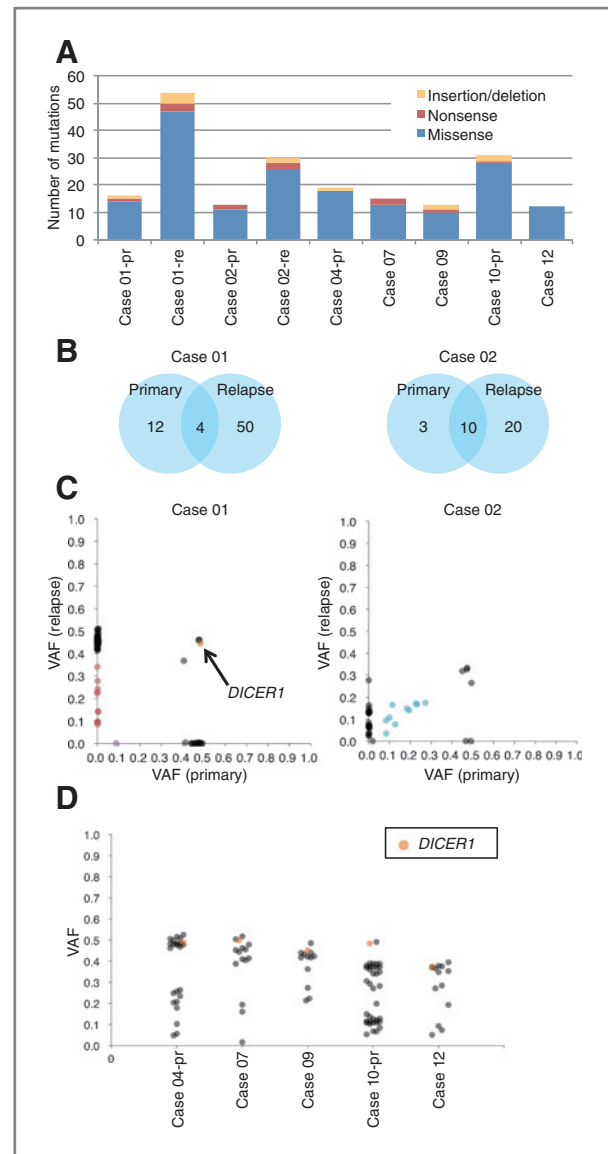 A
Number of mutations
60
50
40
30
20
10
0
Insertion/deletion
Nonsense
Missense
Case 01-pr
Case 01-re
Case 02-pr
Case 02-re
Case 04-pr
Case 07
Case 09
Case 10-pr
Case 12
B
Case 01
Primary
Relapse
12
4
50
Case 02
Primary
Relapse
3
10
20
C
Case 01
VAF (relapse)
1.0
0.9
0.8
0.7
0.6
0.5
0.4
0.3
0.2
0.1
0.0
DICER1
0.0 0.1 0.2 0.3 0.4 0.5 0.6 0.7 0.8 0.9 1.0
VAF (primary)
Case 02
VAF (relapse)
1.0
0.9
0.8
0.7
0.6
0.5
0.4
0.3
0.2
0.1
0.0
0.0 0.1 0.2 0.3 0.4 0.5 0.6 0.7 0.8 0.9 1.0
VAF (primary)
D
DICER1
VAF
1.0
0.9
0.8
0.7
0.6
0.5
0.4
0.3
0.2
0.1
0.0
0
Case 04-pr
Case 07
Case 09
Case 10-pr
Case 12